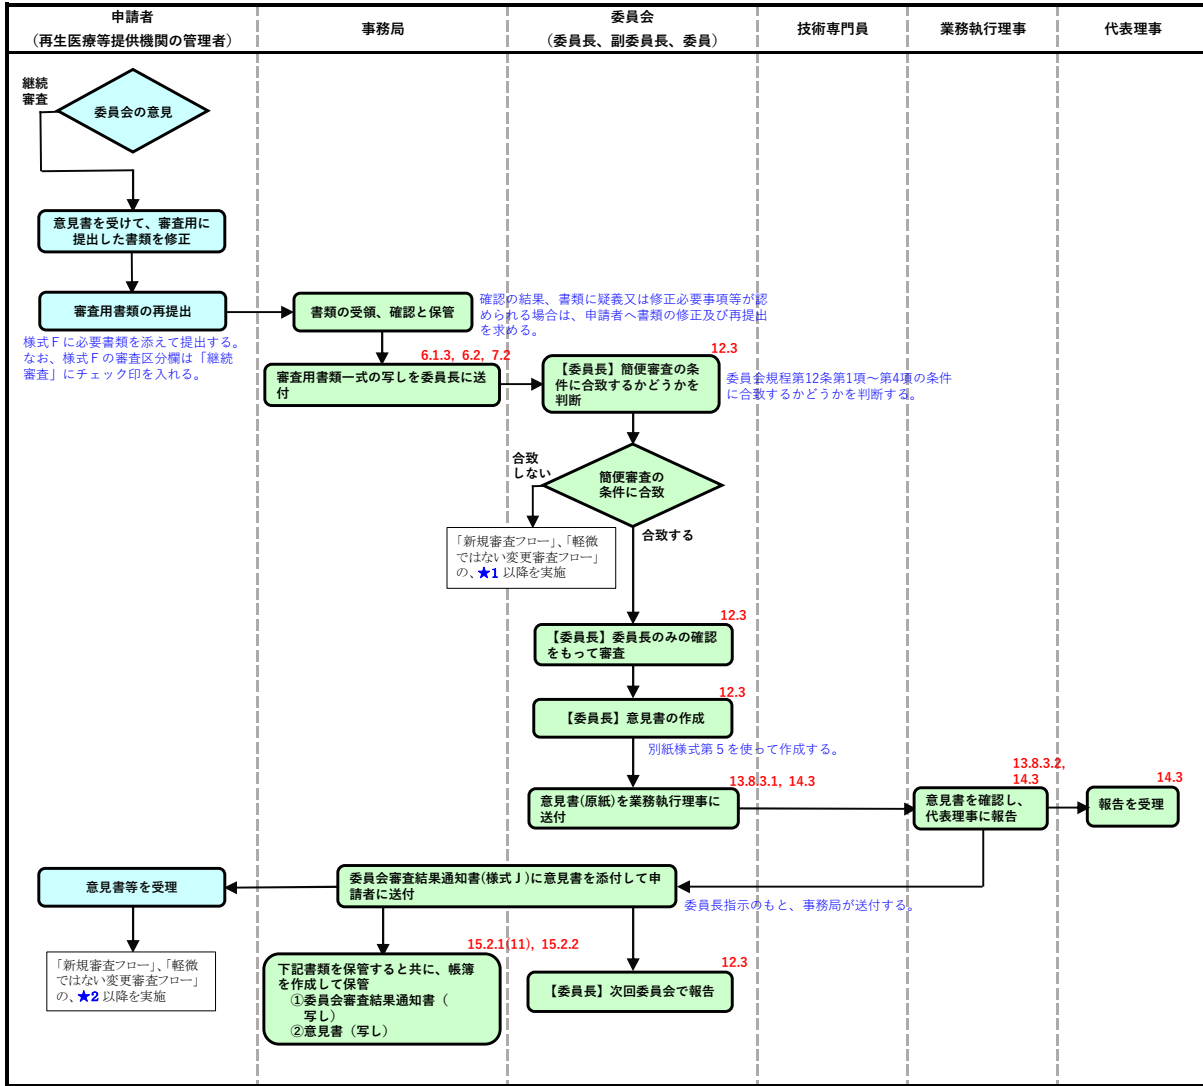 申請者
（再生医療等提供機関の管理者）
事務局
委員会
（委員長、副委員長、委員）
技術専門員
業務執行理事
代表理事
継続
審査
委員会の意見
意見書を受けて、審査用に
提出した書類を修正
審査用書類の再提出
様式Ｆに必要書類を添えて提出する。
なお、様式Ｆの審査区分欄は「継続
審査」にチェック印を入れる。
書類の受領、確認と保管
確認の結果、書類に疑義又は修正必要事項等が認
められる場合は、申請者へ書類の修正及び再提出
を求める。
6.1.3, 6.2, 7.2
審査用書類一式の写しを委員長に送
付
12.3
【委員長】簡便審査の条
件に合致するかどうかを
判断
委員会規程第12条第1項～第4項の条件
に合致するかどうかを判断する。
合致
しない
簡便審査の
条件に合致
合致する
「新規審査フロー」、「軽微
ではない変更審査フロー」
の、★1 以降を実施
12.3
【委員長】委員長のみの確認
をもって審査
12.3
【委員長】意見書の作成
別紙様式第５を使って作成する。
13.8.3.1, 14.3
意見書(原紙)を業務執行理事に
送付
13.8.3.2,
14.3
意見書を確認し、
代表理事に報告
14.3
報告を受理
委員会審査結果通知書(様式Ｊ)に意見書を添付して申
請者に送付
委員長指示のもと、事務局が送付する。
意見書等を受理
「新規審査フロー」、「軽微
ではない変更審査フロー」
の、★2 以降を実施
15.2.1(11), 15.2.2
下記書類を保管すると共に、帳簿
を作成して保管
①委員会審査結果通知書（
写し）
②意見書（写し）
12.3
【委員長】次回委員会で報告